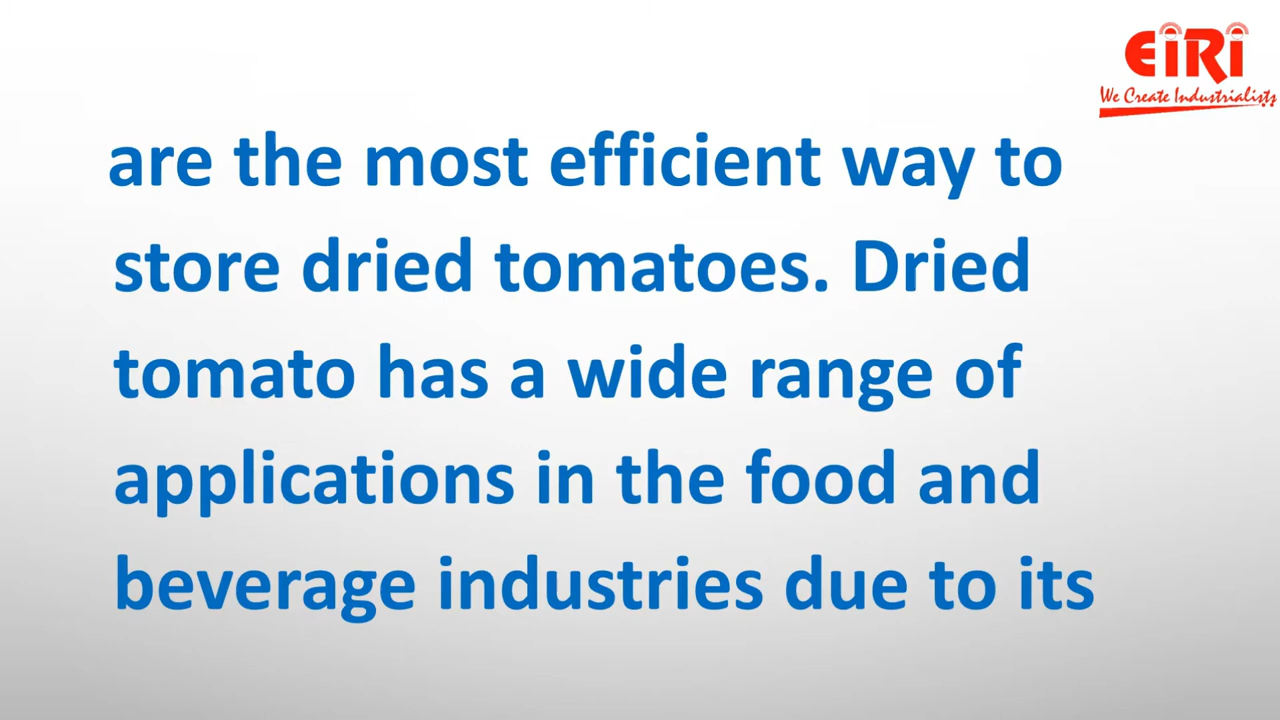 EiRi
We Create Industrialists
are the most efficient way to
store dried tomatoes. Dried
tomato has a wide range of
applications in the food and
beverage industries due to its